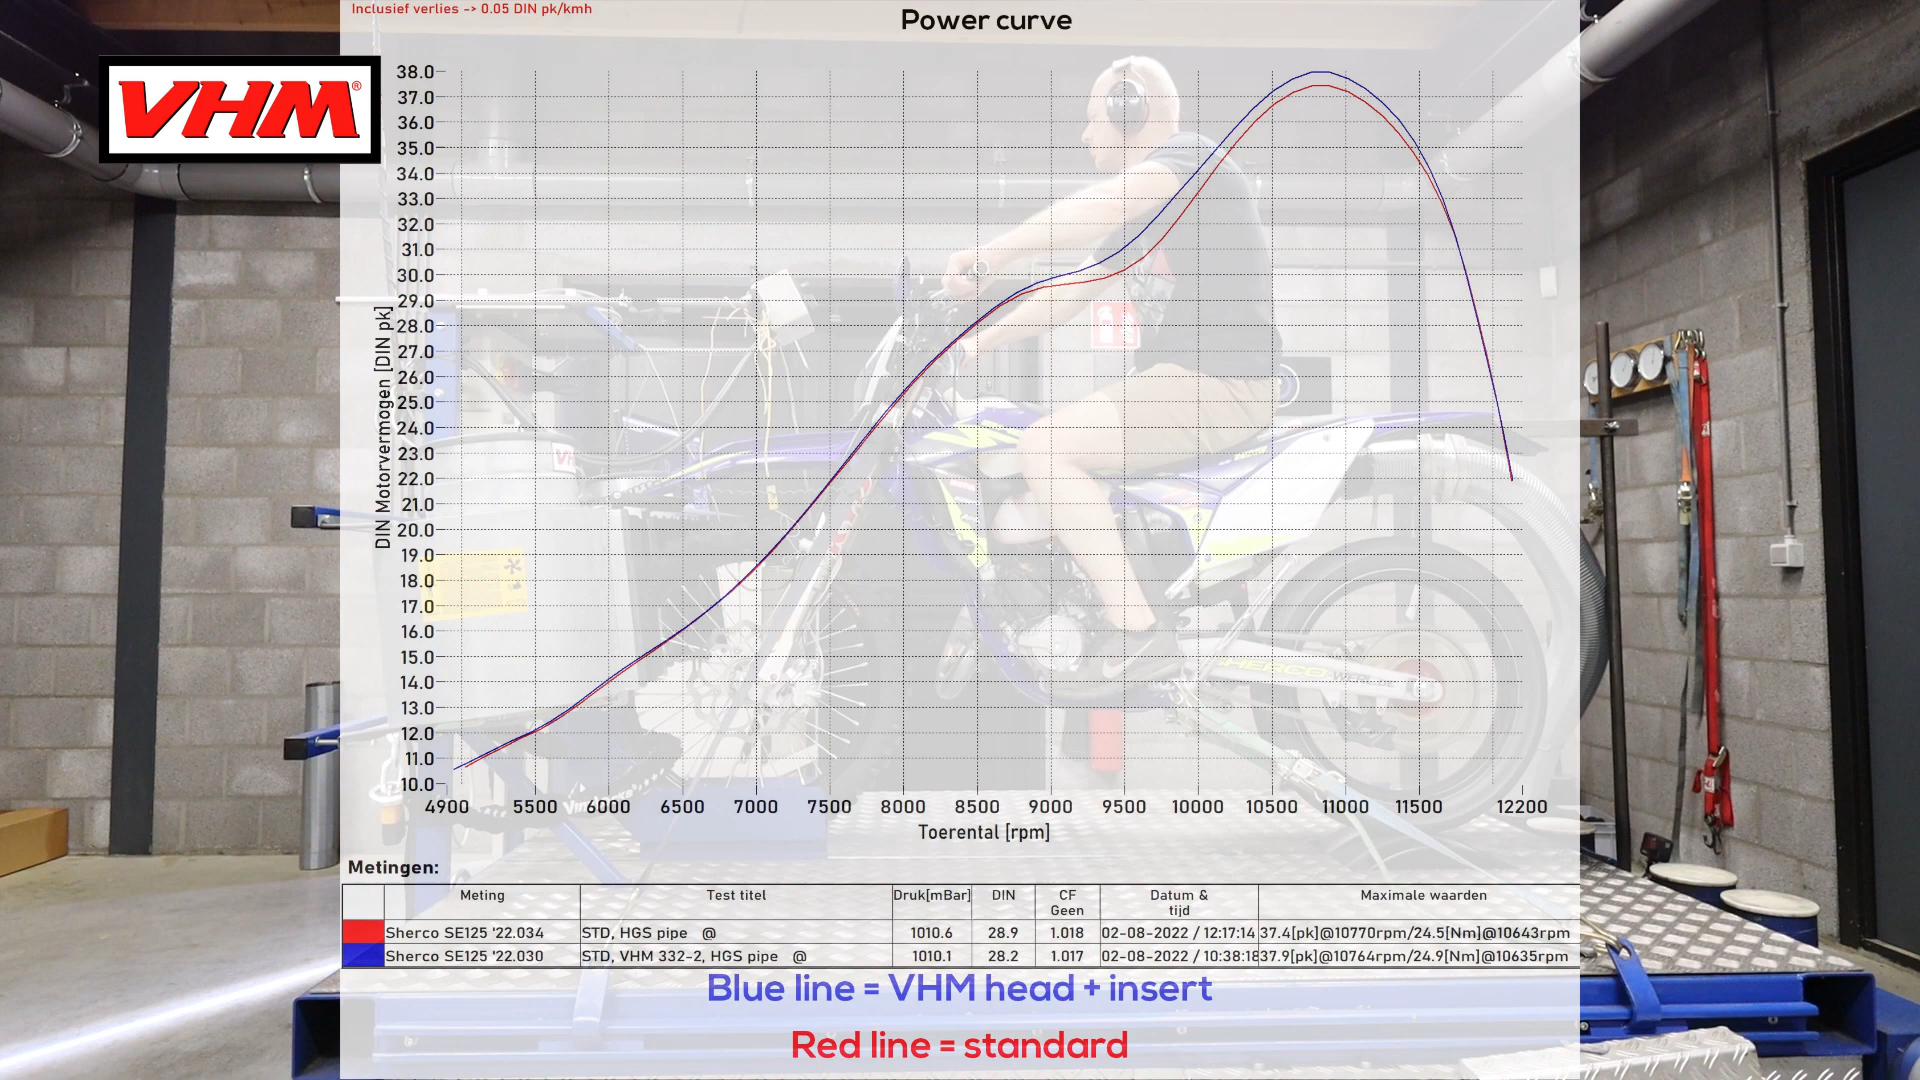 Inclusief verlies -> 0.05 DIN pk/kmh
Power curve
VHM®
38.0
37.0
36.0
35.0
34.0
33.0
32.0
31.0
30.0
29.0
28.0
27.0
26.0
25.0
24.0
23.0
22.0
21.0
20.0
19.0
18.0
17.0
16.0
15.0
14.0
13.0
12.0
11.0
10.0
DIN Motorvermogen [DIN pk]
4900 5500 6000 6500 7000 7500 8000 8500 9000 9500 10000 10500 11000 11500 12200
Toerental [rpm]
SHERCO
Metingen:
Meting Test titel Druk[mBar] DIN CF Geen Datum & tijd Maximale waarden
Sherco SE125 '22.034 STD, HGS pipe @ 1010.6 28.9 1.018 02-08-2022 / 12:17:14 37.4[pk]@10770rpm/24.5[Nm]@10643rpm
Sherco SE125 '22.030 STD, VHM 332-2, HGS pipe @ 1010.1 28.2 1.017 02-08-2022 / 10:38:18 37.9[pk]@10764rpm/24.9[Nm]@10635rpm
Blue line = VHM head + insert
Red line = standard